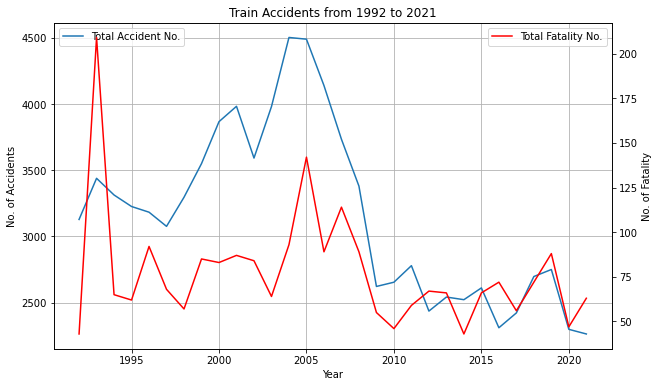 Train Accidents from 1992 to 2021
Total Accident No.
Total Fatality No.
4500
4000
3500
3000
2500
No. of Accidents
200
175
150
125
100
75
50
No. of Fatality
1995 2000 2005 2010 2015 2020
Year